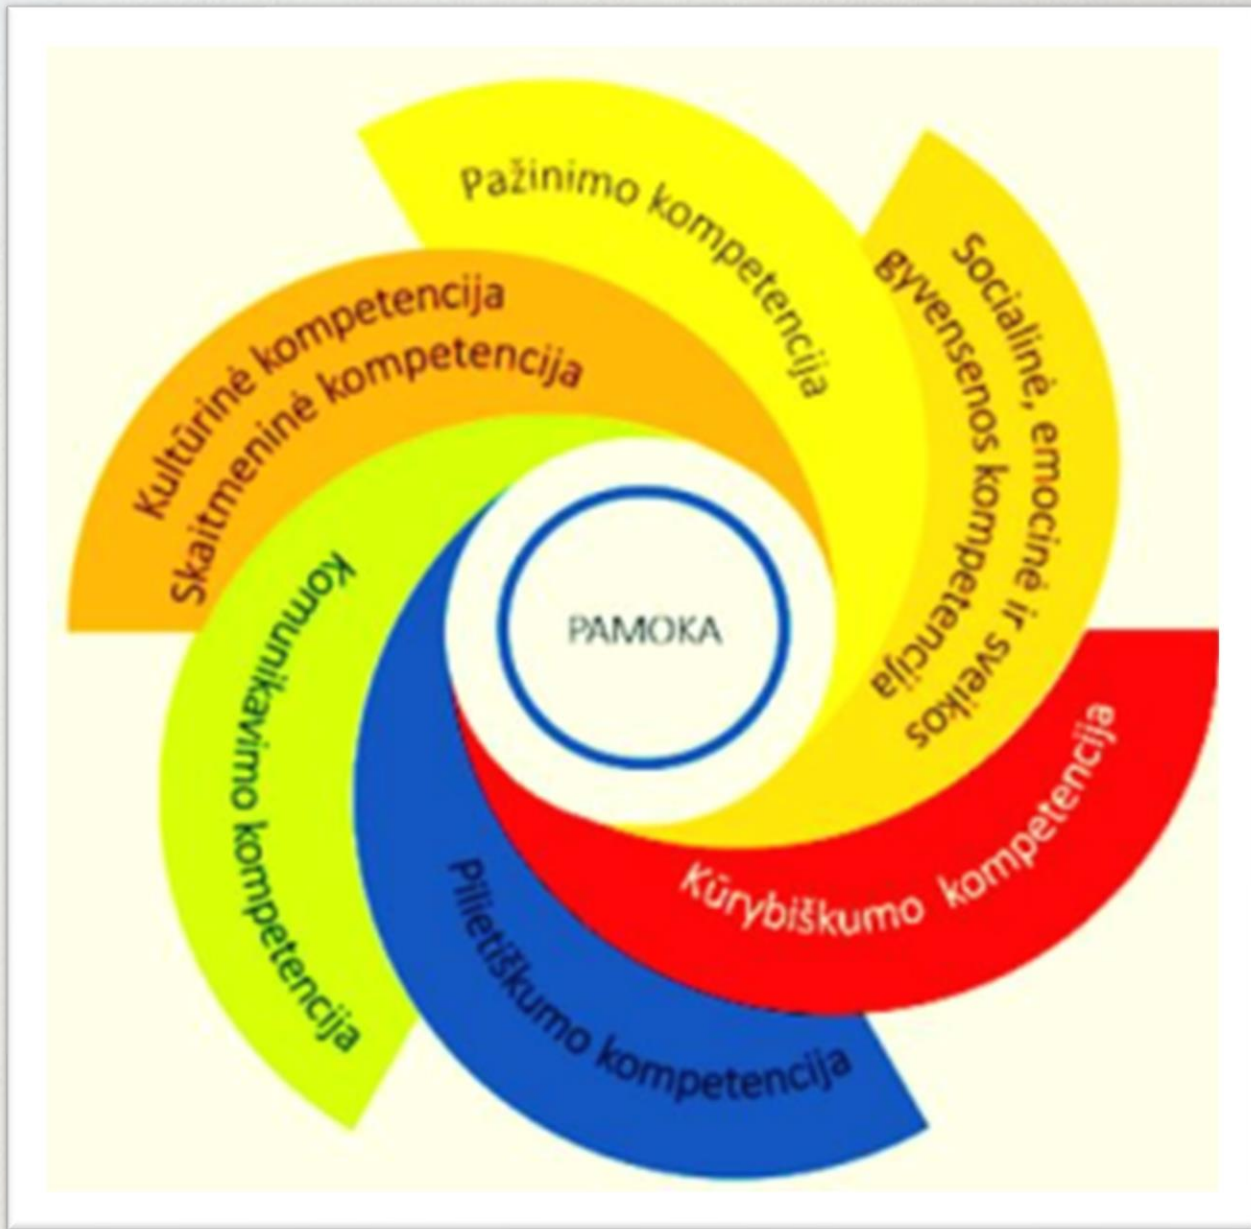 Pažinimo kompetencija
Socialinė, emocinė ir sveikos
gyvensenos kompetencija
Kūrybiškumo kompetencija
Pilietiškumo kompetencija
Komunikavimo kompetencija
Kultūrinė kompetencija
Skaitmeninė kompetencija
PAMOKA